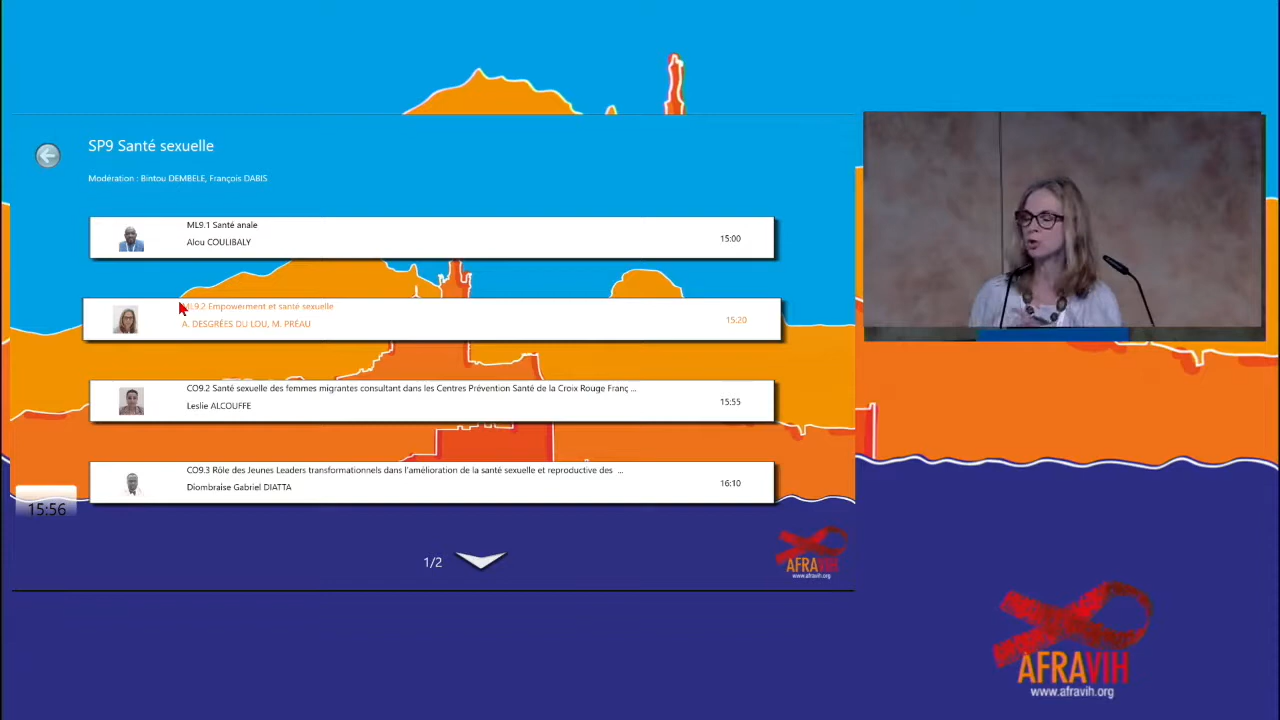 SP9 Santé sexuelle
Modération : Bintou DEMBELE, François DABIS
ML9.1 Santé anale
Alou COULIBALY
15:00
ML9.2 Empowerment et santé sexuelle
A. DESGRÉES DU LOU, M. PRÉAU
15:20
CO9.2 Santé sexuelle des femmes migrantes consultant dans les Centres Prévention Santé de la Croix Rouge Franç ...
Leslie ALCOUFFE
15:55
CO9.3 Rôle des Jeunes Leaders transformationnels dans l'amélioration de la santé sexuelle et reproductive des ...
Diombraise Gabriel DIATTA
16:10
15:56
1/2
AFRAVIH
www.afravih.org
AFRAVIH
www.afravih.org